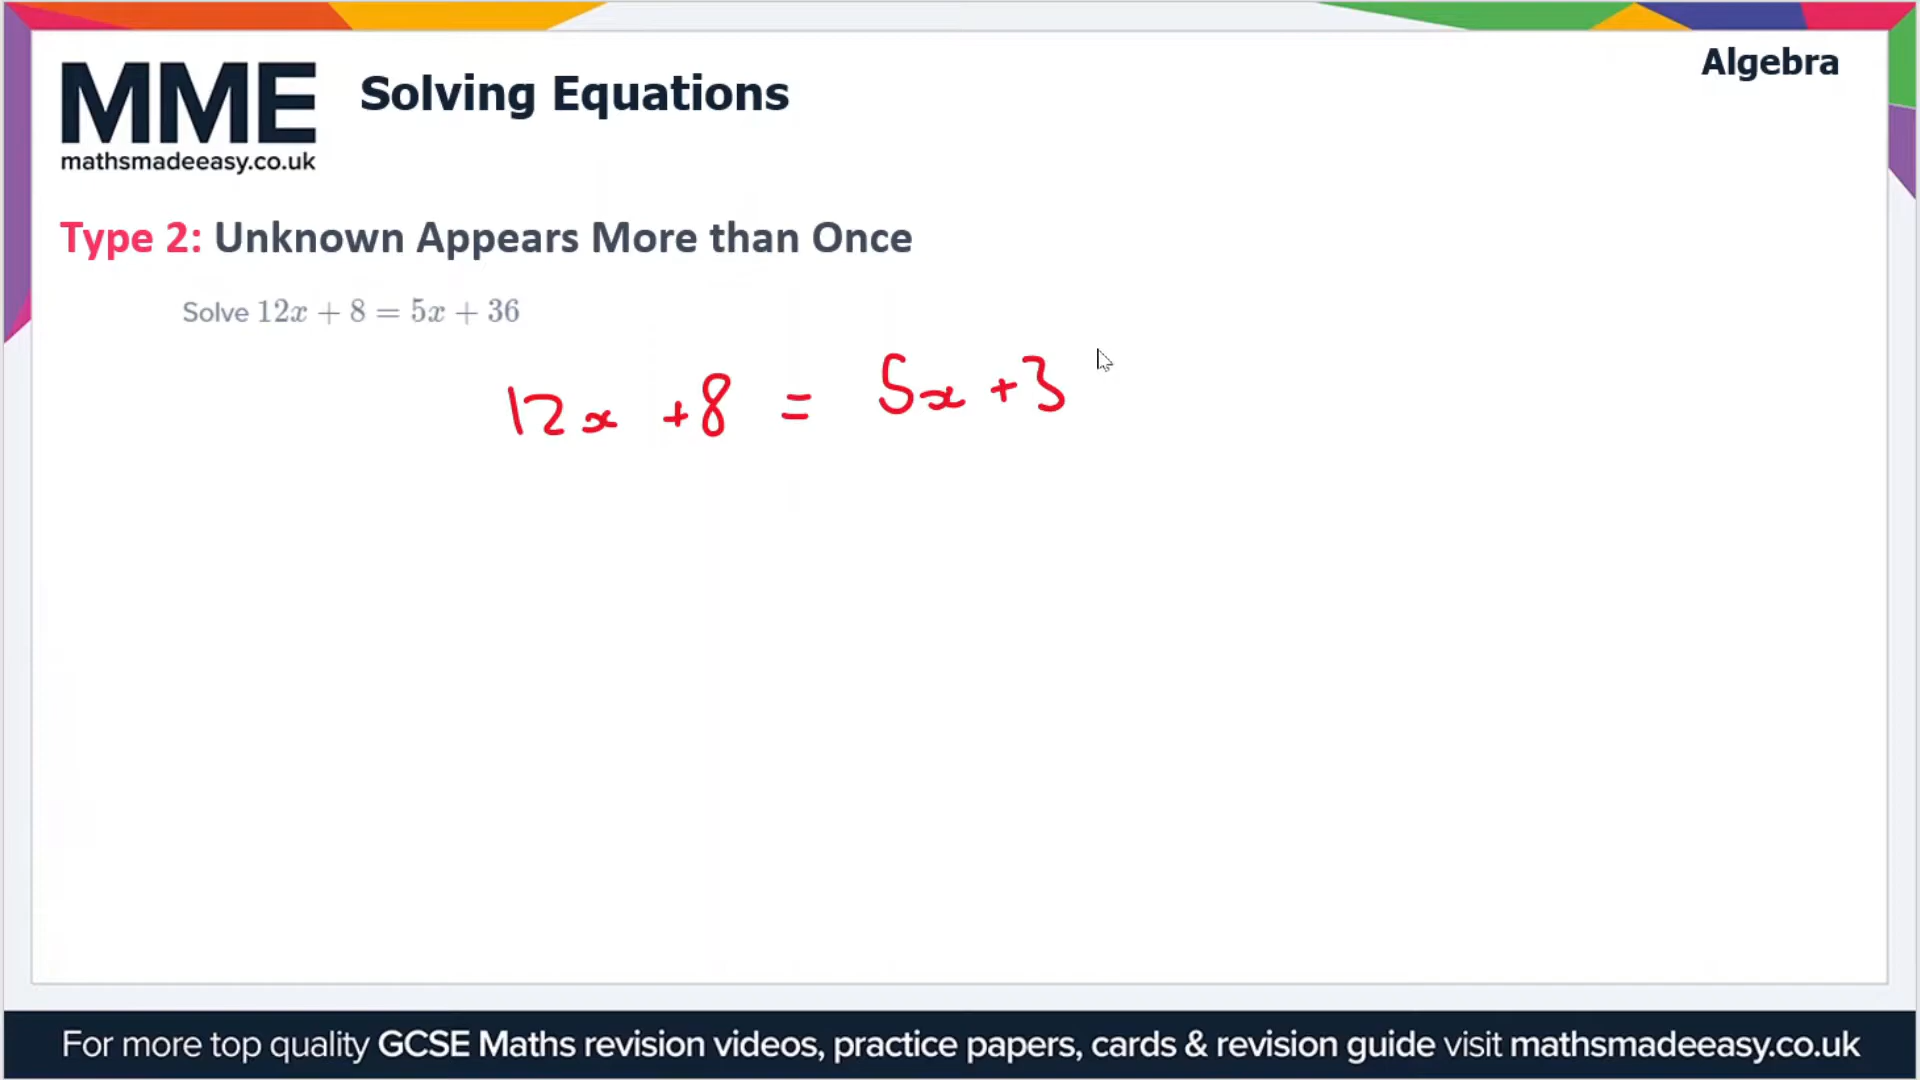 MME
mathsmadeeasy.co.uk
Solving Equations
Algebra
Type 2: Unknown Appears More than Once
Solve 12x + 8 = 5x + 36
12x +8 = 5x +3
For more top quality GCSE Maths revision videos, practice papers, cards & revision guide visit mathsmadeeasy.co.uk